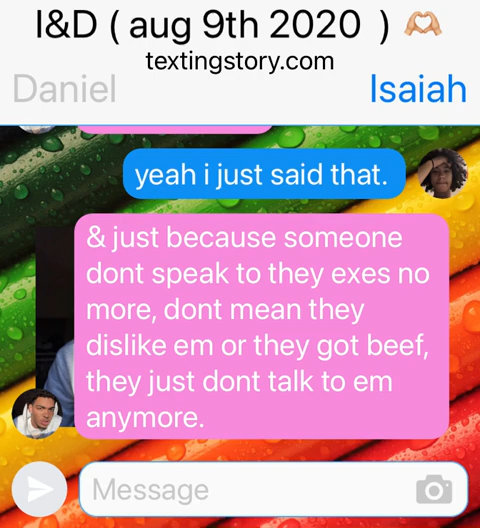 I&D ( aug 9th 2020 ) 🫶🏼
textingstory.com
Daniel Isaiah
yeah i just said that.
& just because someone
dont speak to they exes no
more, dont mean they
dislike em or they got beef,
they just dont talk to em
anymore.
Message